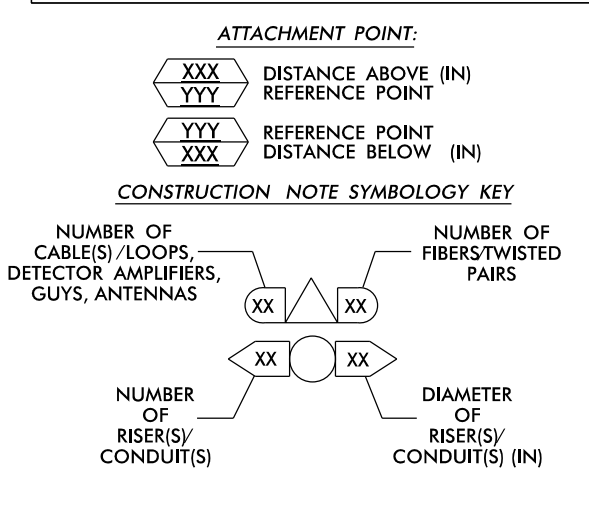 ATTACHMENT POINT:
XXX DISTANCE ABOVE (IN)
YYY REFERENCE POINT
YYY REFERENCE POINT
XXX DISTANCE BELOW (IN)
CONSTRUCTION NOTE SYMBOLOGY KEY
NUMBER OF
CABLE(S)/LOOPS,
DETECTOR AMPLIFIERS,
GUYS, ANTENNAS
NUMBER OF
FIBERS/TWISTED
PAIRS
XX XX
XX XX
NUMBER
OF
RISER(S)/
CONDUIT(S)
DIAMETER
OF
RISER(S)/
CONDUIT(S) (IN)